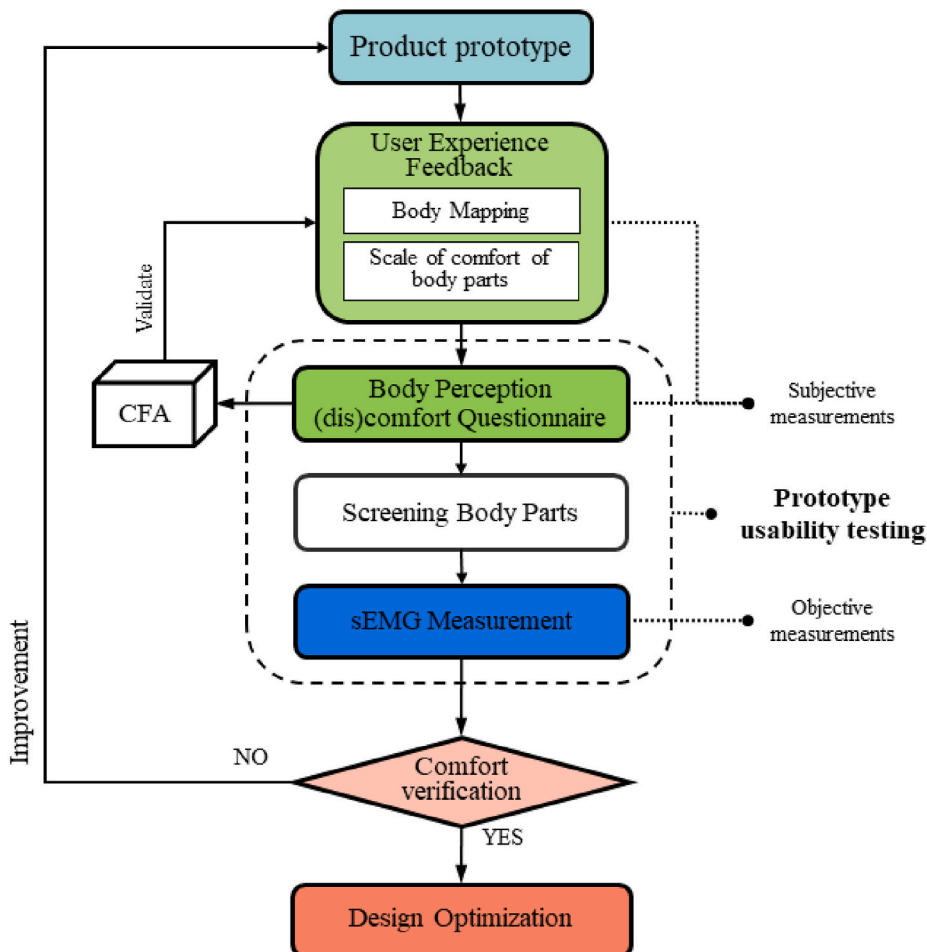 Product prototype
User Experience
Feedback
Body Mapping
Scale of comfort of
body parts
Validate
CFA
Body Perception
(dis)comfort Questionnaire
Subjective
measurements
Screening Body Parts
Prototype
usability testing
sEMG Measurement
Objective
measurements
Improvement
NO
Comfort
verification
YES
Design Optimization